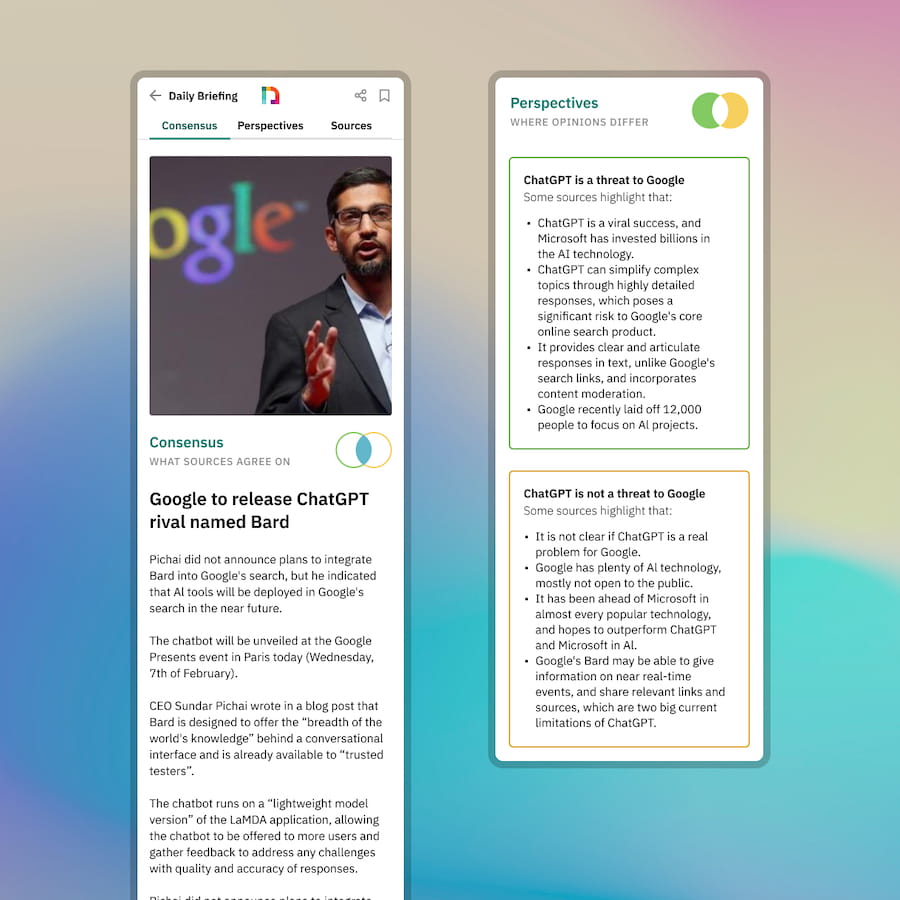 Daily Briefing
Consensus Perspectives Sources
ogle™
Consensus
WHAT SOURCES AGREE ON
Google to release ChatGPT
rival named Bard
Pichai did not announce plans to integrate
Bard into Google's search, but he indicated
that AI tools will be deployed in Google's
search in the near future.
The chatbot will be unveiled at the Google
Presents event in Paris today (Wednesday,
7th of February).
CEO Sundar Pichai wrote in a blog post that
Bard is designed to offer the “breadth of the
world's knowledge” behind a conversational
interface and is already available to “trusted
testers”.
The chatbot runs on a “lightweight model
version” of the LaMDA application, allowing
the chatbot to be offered to more users and
gather feedback to address any challenges
with quality and accuracy of responses.
Pichai did not announce plans to integrate
Perspectives
WHERE OPINIONS DIFFER
ChatGPT is a threat to Google
Some sources highlight that:
• ChatGPT is a viral success, and
Microsoft has invested billions in
the AI technology.
• ChatGPT can simplify complex
topics through highly detailed
responses, which poses a
significant risk to Google's core
online search product.
• It provides clear and articulate
responses in text, unlike Google's
search links, and incorporates
content moderation.
• Google recently laid off 12,000
people to focus on AI projects.
ChatGPT is not a threat to Google
Some sources highlight that:
• It is not clear if ChatGPT is a real
problem for Google.
• Google has plenty of AI technology,
mostly not open to the public.
• It has been ahead of Microsoft in
almost every popular technology,
and hopes to outperform ChatGPT
and Microsoft in AI.
• Google's Bard may be able to give
information on near real-time
events, and share relevant links and
sources, which are two big current
limitations of ChatGPT.